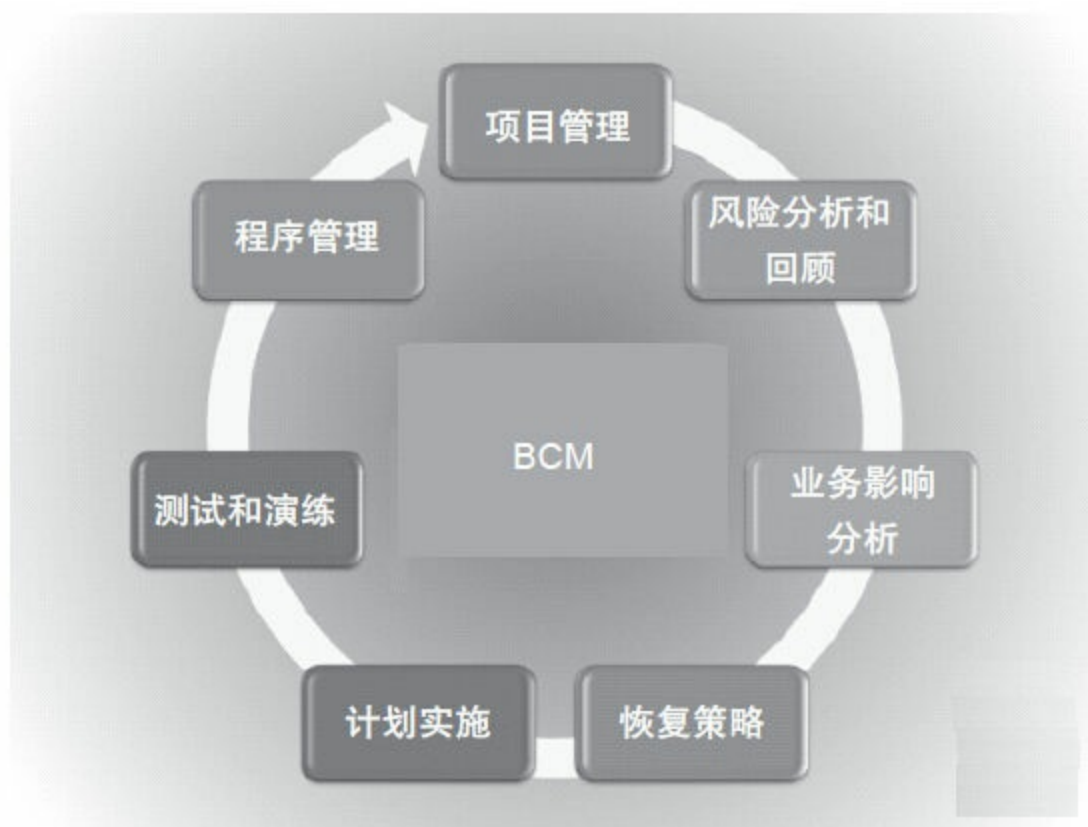 项目管理
风险分析和
回顾
业务影响
分析
恢复策略
计划实施
测试和演练
程序管理
BCM